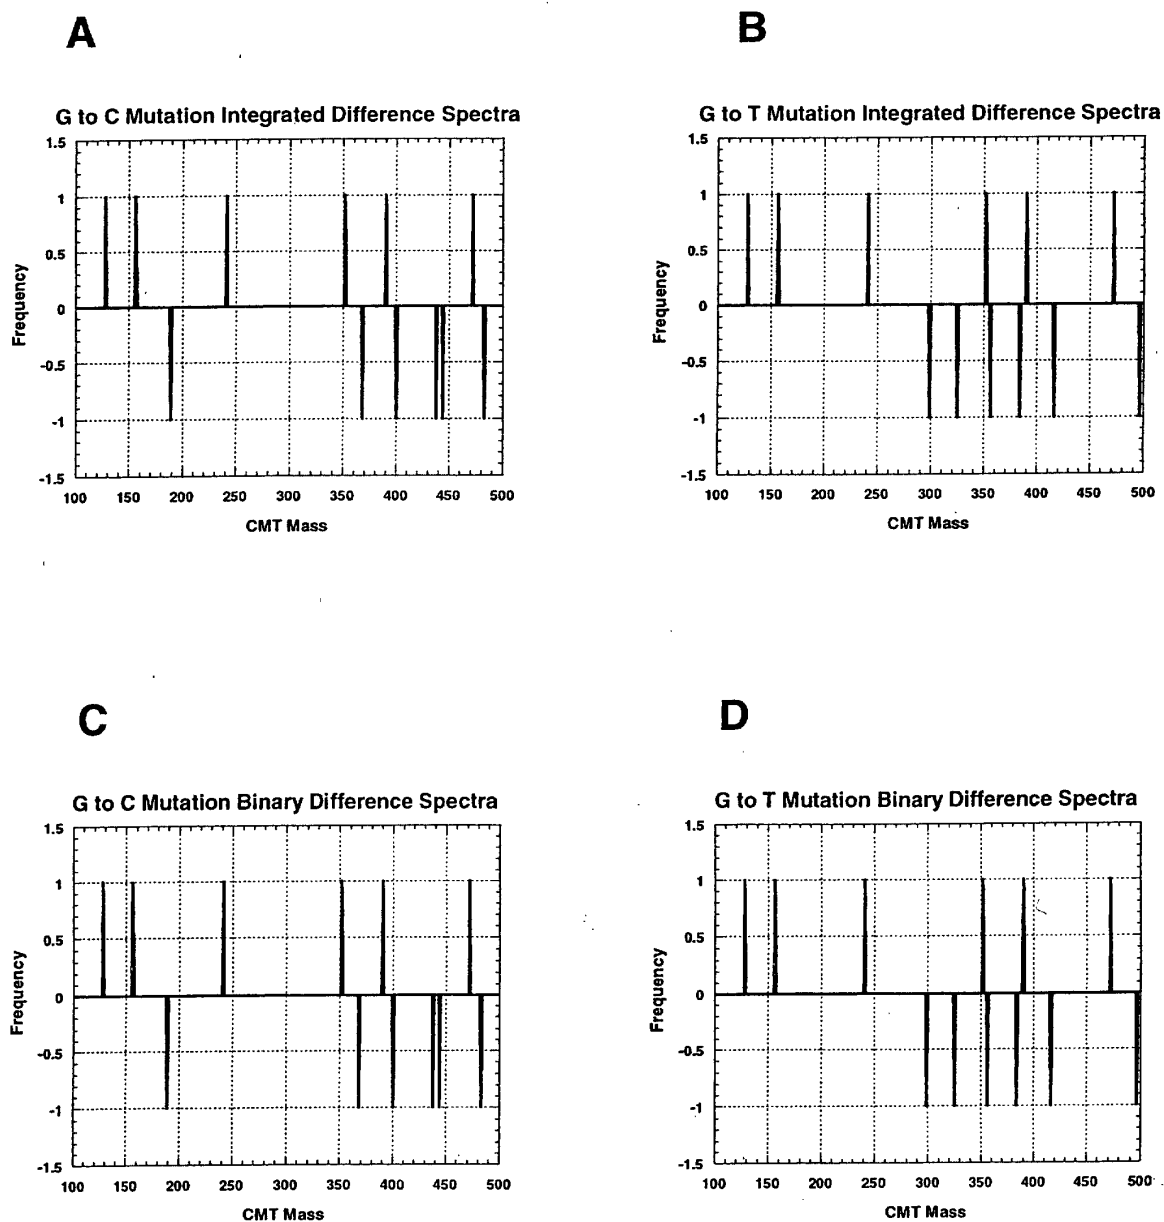 A
B
G to C Mutation Integrated Difference Spectra
1.5
1
0.5
0
-0.5
-1
-1.5
Frequency
100 150 200 250 300 350 400 450 500
CMT Mass
G to T Mutation Integrated Difference Spectra
1.5
1
0.5
0
-0.5
-1
-1.5
Frequency
100 150 200 250 300 350 400 450 500
CMT Mass
C
D
G to C Mutation Binary Difference Spectra
1.5
1
0.5
0
-0.5
-1
-1.5
Frequency
100 150 200 250 300 350 400 450 500
CMT Mass
G to T Mutation Binary Difference Spectra
1.5
1
0.5
0
-0.5
-1
-1.5
Frequency
100 150 200 250 300 350 400 450 500
CMT Mass